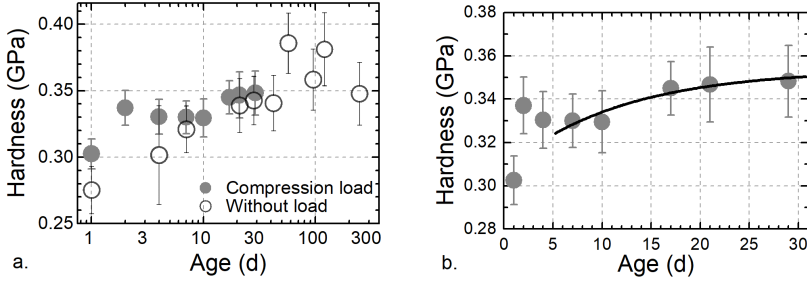 Hardness (GPa)
0.40
0.35
0.30
0.25
1
3
10
30
100
300
Age (d)
Compression load
Without load
a.
Hardness (GPa)
0.38
0.36
0.34
0.32
0.30
0.28
0
5
10
15
20
25
30
Age (d)
b.